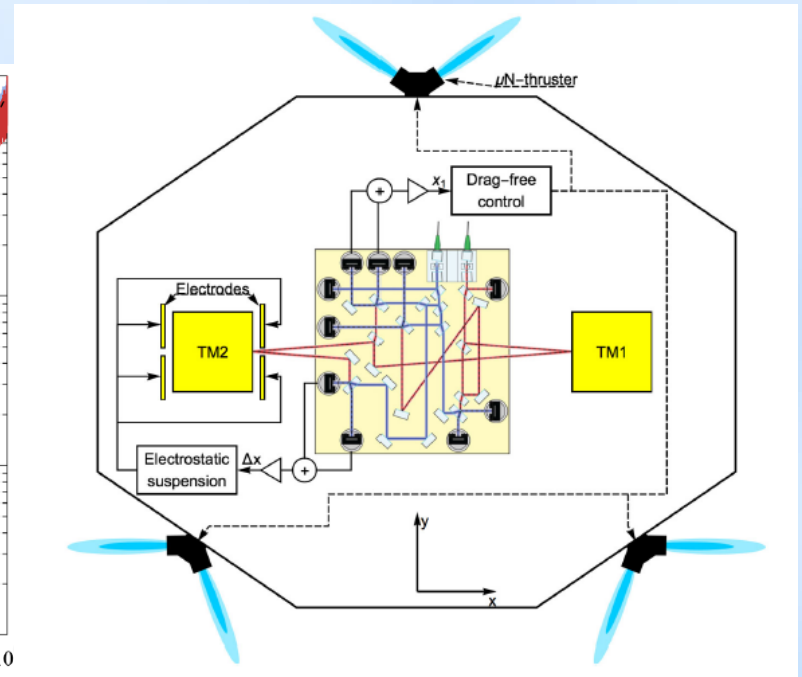 μN−thruster
x1
Drag−free
control
Electrodes
TM2
TM1
Electrostatic
suspension
Δx
+
+
y
x
.0